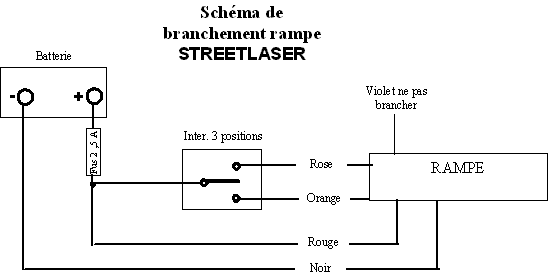 Schéma de
branchement rampe
STREETLASER
Batterie
- +
Fus 2 ,5 A
Inter. 3 positions
Violet ne pas
brancher
Rose
RAMPE
Orange
Rouge
Noir